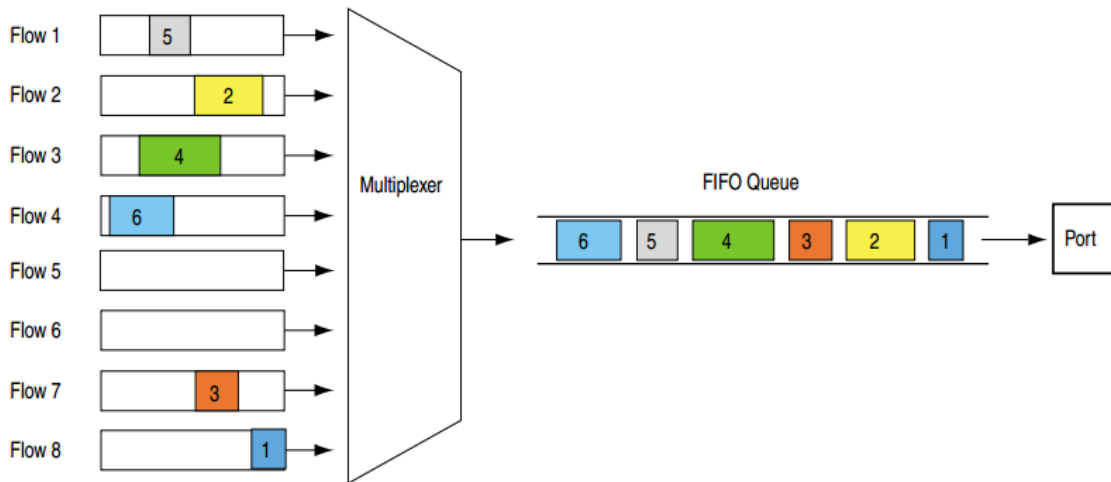 Flow 1
5
Flow 2
2
Flow 3
4
Flow 4
6
Flow 5
Flow 6
Flow 7
3
Flow 8
1
Multiplexer
FIFO Queue
6 5 4 3 2 1
Port